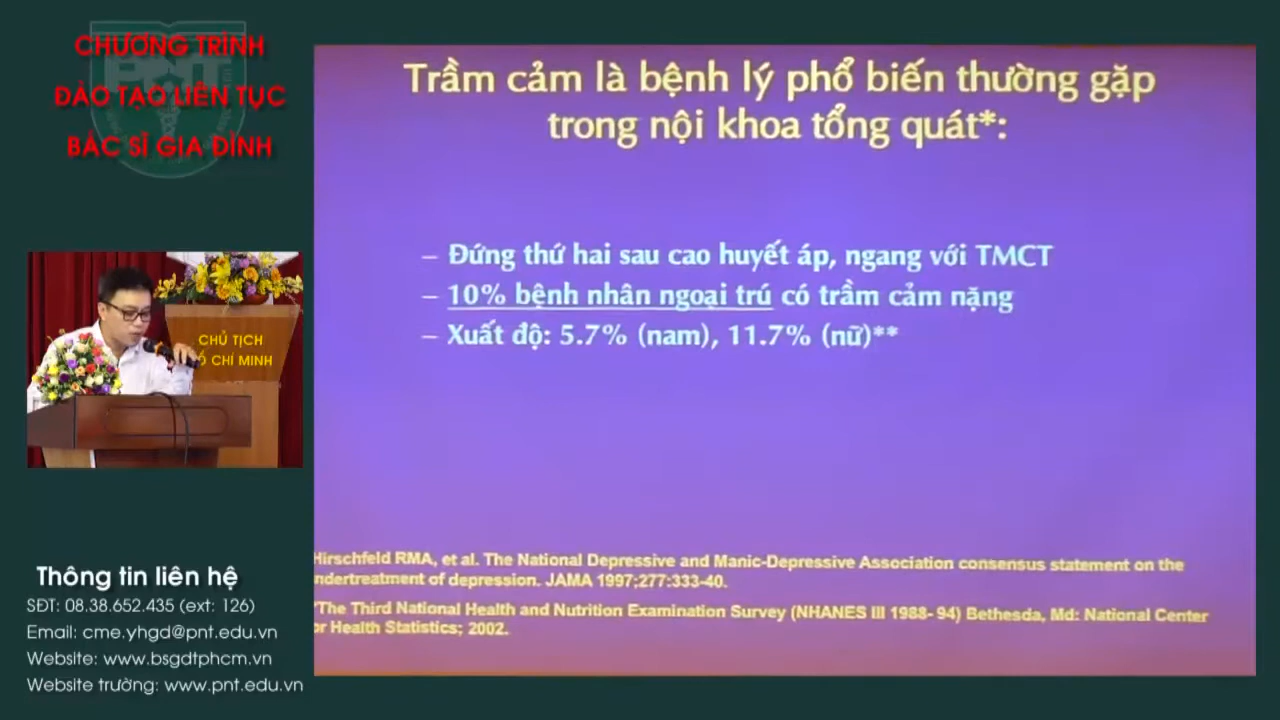 CHƯƠNG TRÌNH
ĐÀO TẠO LIÊN TỤC
BÁC SĨ GIA ĐÌNH
PNT
Trầm cảm là bệnh lý phổ biến thường gặp
trong nội khoa tổng quát*:
– Đứng thứ hai sau cao huyết áp, ngang với TMCT
– 10% bệnh nhân ngoại trú có trầm cảm nặng
– Xuất độ: 5.7% (nam), 11.7% (nữ)**
CHỦ TỊCH
Ồ CHÍ MINH
Hirschfeld RMA, et al. The National Depressive and Manic-Depressive Association consensus statement on the
ndertreatment of depression. JAMA 1997;277:333-40.
*The Third National Health and Nutrition Examination Survey (NHANES III 1988- 94) Bethesda, Md: National Center
or Health Statistics; 2002.
Thông tin liên hệ
SĐT: 08.38.652.435 (ext: 126)
Email: cme.yhgd@pnt.edu.vn
Website: www.bsgdtphcm.vn
Website trường: www.pnt.edu.vn